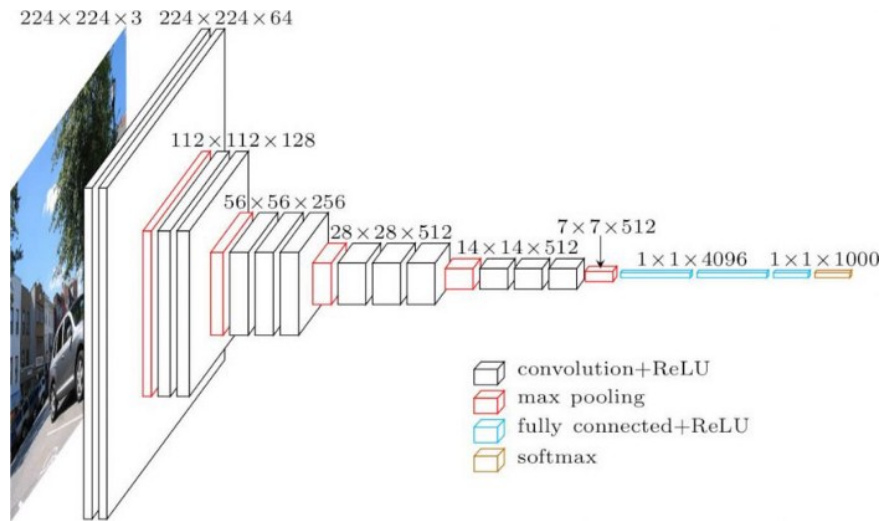 224 × 224 × 3
224 × 224 × 64
112 × 112 × 128
56 × 56 × 256
28 × 28 × 512
14 × 14 × 512
7 × 7 × 512
1 × 1 × 4096
1 × 1 × 1000
convolution+ReLU
max pooling
fully connected+ReLU
softmax